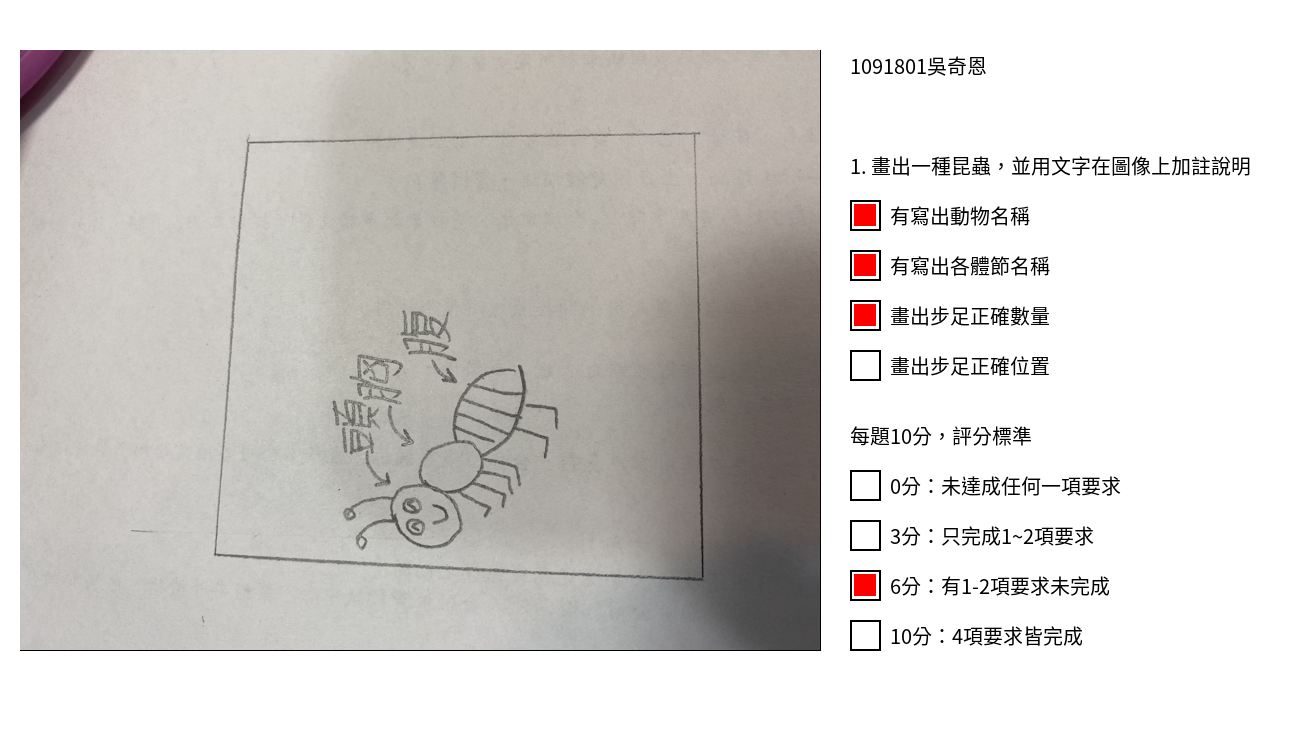 腹
胸
頭
1091801吳奇恩
1. 畫出一種昆蟲，並用文字在圖像上加註說明
有寫出動物名稱
有寫出各體節名稱
畫出步足正確數量
畫出步足正確位置
每題10分，評分標準
0分：未達成任何一項要求
3分：只完成1~2項要求
6分：有1-2項要求未完成
10分：4項要求皆完成